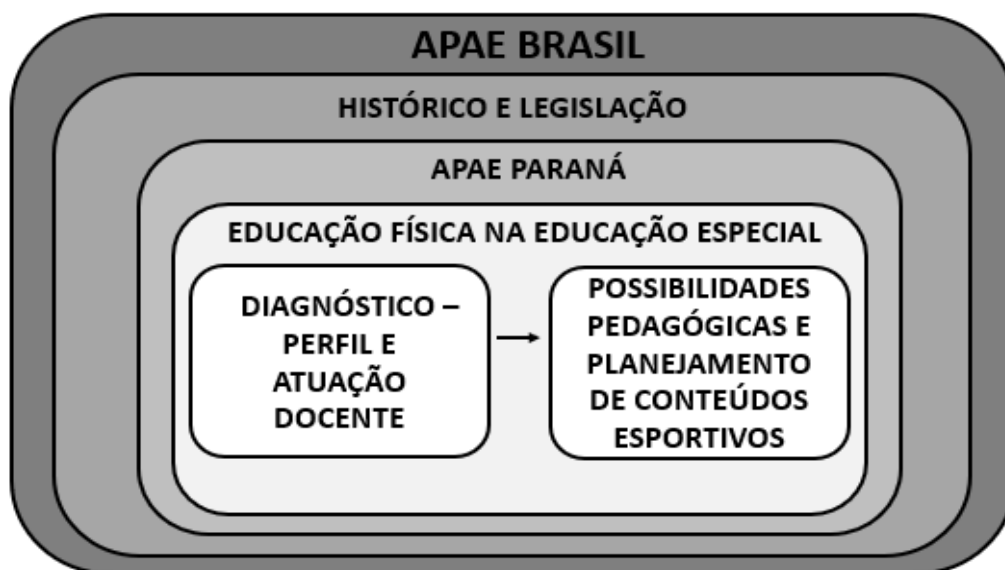 APAE BRASIL
HISTÓRICO E LEGISLAÇÃO
APAE PARANÁ
EDUCAÇÃO FÍSICA NA EDUCAÇÃO ESPECIAL
DIAGNÓSTICO –
PERFIL E
ATUAÇÃO
DOCENTE
POSSIBILIDADES
PEDAGÓGICAS E
PLANEJAMENTO
DE CONTEÚDOS
ESPORTIVOS